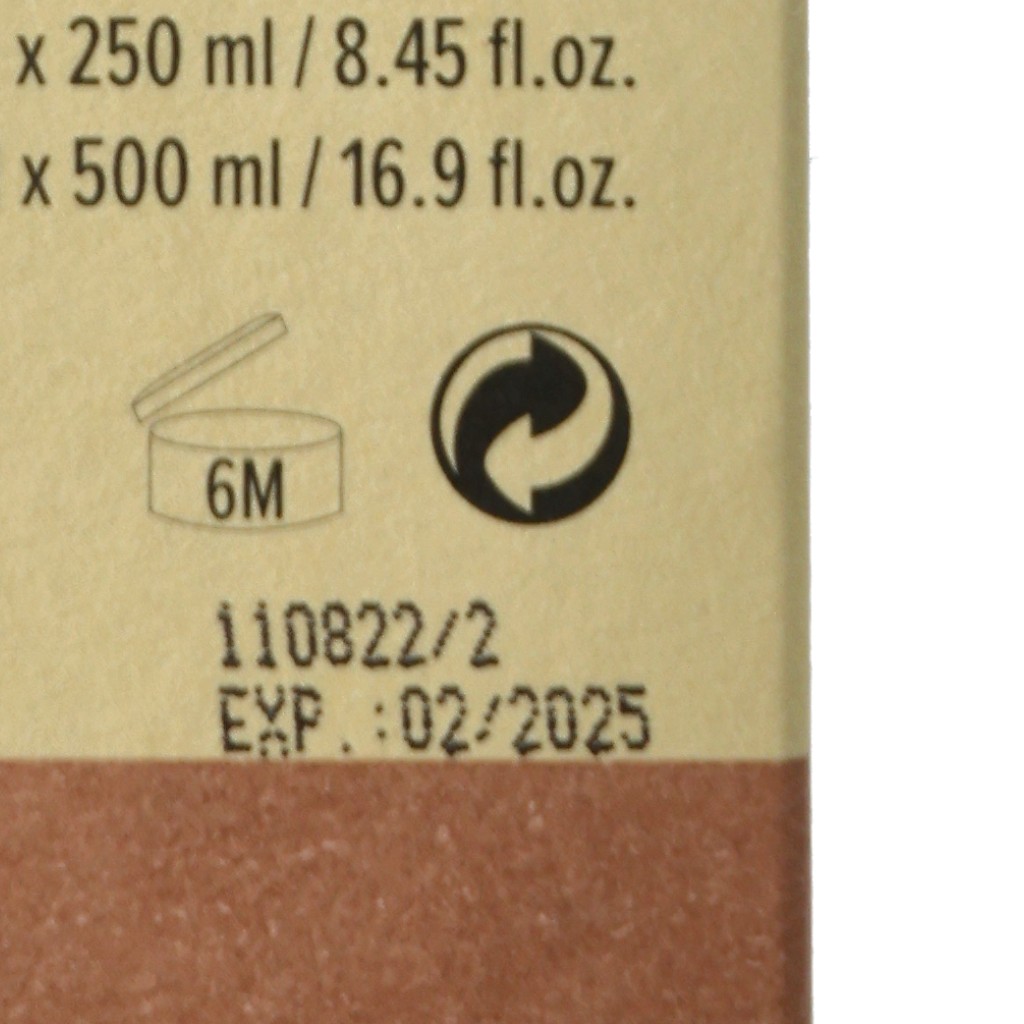 x 250 ml / 8.45 fl.oz.
x 500 ml / 16.9 fl.oz.
6M
110822/2
EXP.:02/2025